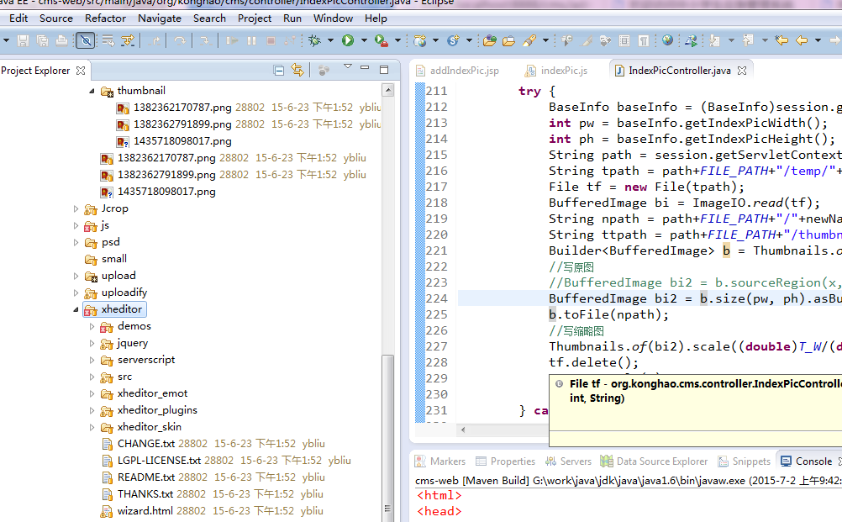 ava EE - cms-web/src/main/java/org/konghao/cms/controller/IndexPicController.java - Eclipse
Edit Source Refactor Navigate Search Project Run Window Help
Project Explorer
thumbnail
1382362170787.png 28802 15-6-23 下午1:52 ybliu
1382362791899.png 28802 15-6-23 下午1:52 ybliu
1435718098017.png
1382362170787.png 28802 15-6-23 下午1:52 ybliu
1382362791899.png 28802 15-6-23 下午1:52 ybliu
1435718098017.png
Jcrop
js
psd
small
upload
uploadify
xheditor
demos
jquery
serverscript
src
xheditor_emot
xheditor_plugins
xheditor_skin
CHANGE.txt 28802 15-6-23 下午1:52 ybliu
LGPL-LICENSE.txt 28802 15-6-23 下午1:52 ybliu
README.txt 28802 15-6-23 下午1:52 ybliu
THANKS.txt 28802 15-6-23 下午1:52 ybliu
wizard.html 28802 15-6-23 下午1:52 ybliu
addIndexPic.jsp indexPic.js IndexPicController.java
211 try {
212 BaseInfo baseInfo = (BaseInfo)session.g
213 int pw = baseInfo.getIndexPicWidth();
214 int ph = baseInfo.getIndexPicHeight();
215 String path = session.getServletContext
216 String tpath = path+FILE_PATH+"/temp/"+
217 File tf = new File(tpath);
218 BufferedImage bi = ImageIO.read(tf);
219 String npath = path+FILE_PATH+"/"+newNa
220 String ttpath = path+FILE_PATH+"/thumbn
221 Builder<BufferedImage> b = Thumbnails.o
222 //写原图
223 //BufferedImage bi2 = b.sourceRegion(x,
224 BufferedImage bi2 = b.size(pw, ph).asBu
225 b.toFile(npath);
226 //写缩略图
227 Thumbnails.of(bi2).scale((double)T_W/(d
228 tf.delete();
229
230
231 } ca
File tf - org.konghao.cms.controller.IndexPicControlle
int, String)
Markers Properties Servers Data Source Explorer Snippets Console
cms-web [Maven Build] G:\work\java\jdk\java\java1.6\bin\javaw.exe (2015-7-2 上午9:42:
<html>
<head>